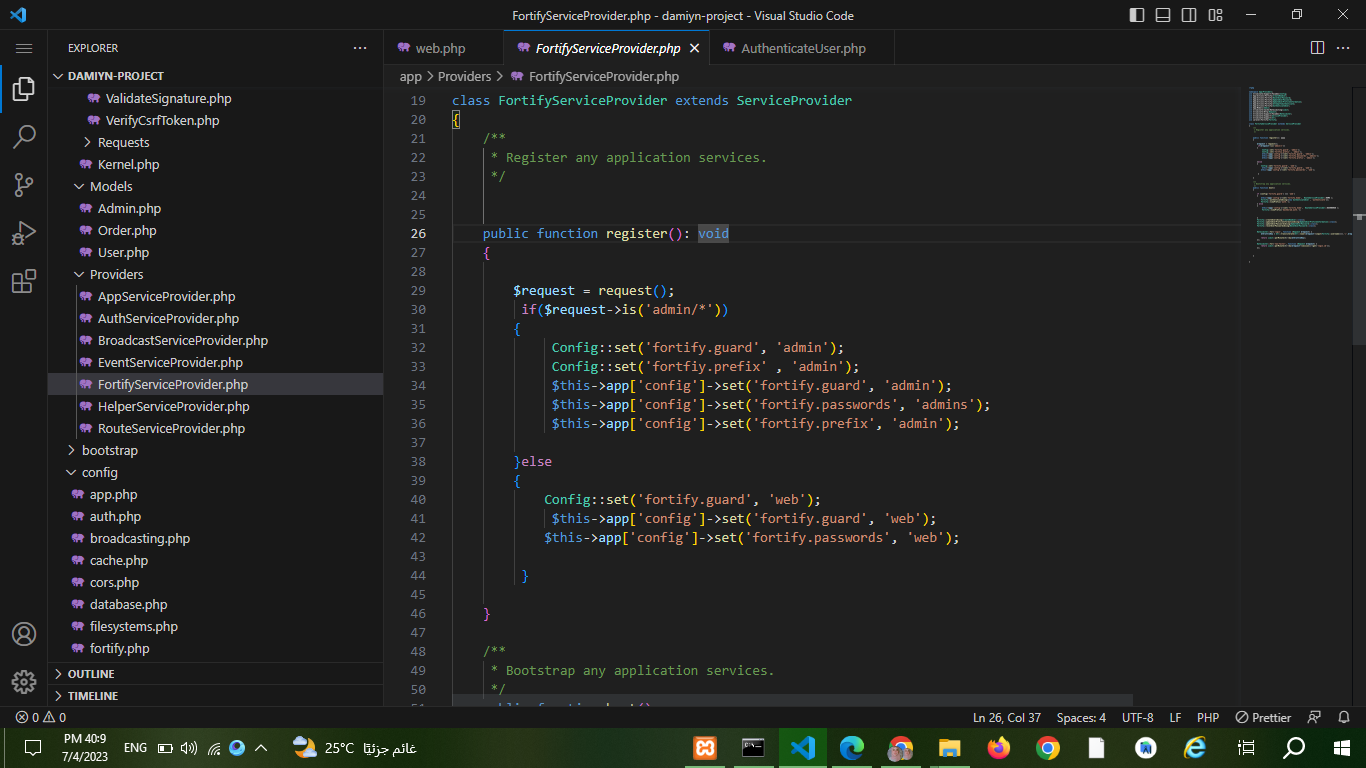 FortifyServiceProvider.php - damiyn-project - Visual Studio Code
EXPLORER
DAMIYN-PROJECT
ValidateSignature.php
VerifyCsrfToken.php
Requests
Kernel.php
Models
Admin.php
Order.php
User.php
Providers
AppServiceProvider.php
AuthServiceProvider.php
BroadcastServiceProvider.php
EventServiceProvider.php
FortifyServiceProvider.php
HelperServiceProvider.php
RouteServiceProvider.php
bootstrap
config
app.php
auth.php
broadcasting.php
cache.php
cors.php
database.php
filesystems.php
fortify.php
OUTLINE
TIMELINE
web.php
FortifyServiceProvider.php
AuthenticateUser.php
app > Providers > FortifyServiceProvider.php
19 class FortifyServiceProvider extends ServiceProvider
20 {
21 /**
22 * Register any application services.
23 */
24
25
26 public function register(): void
27 {
28
29 $request = request();
30 if($request->is('admin/*'))
31 {
32 Config::set('fortify.guard', 'admin');
33 Config::set('fortfiy.prefix' , 'admin');
34 $this->app['config']->set('fortify.guard', 'admin');
35 $this->app['config']->set('fortify.passwords', 'admins');
36 $this->app['config']->set('fortify.prefix', 'admin');
37
38 }else
39 {
40 Config::set('fortify.guard', 'web');
41 $this->app['config']->set('fortify.guard', 'web');
42 $this->app['config']->set('fortify.passwords', 'web');
43
44 }
45
46 }
47
48 /**
49 * Bootstrap any application services.
50 */
0 0
Ln 26, Col 37
Spaces: 4
UTF-8
LF
PHP
Prettier
PM 40:9
7/4/2023
ENG
25°C غائم جزئيًا